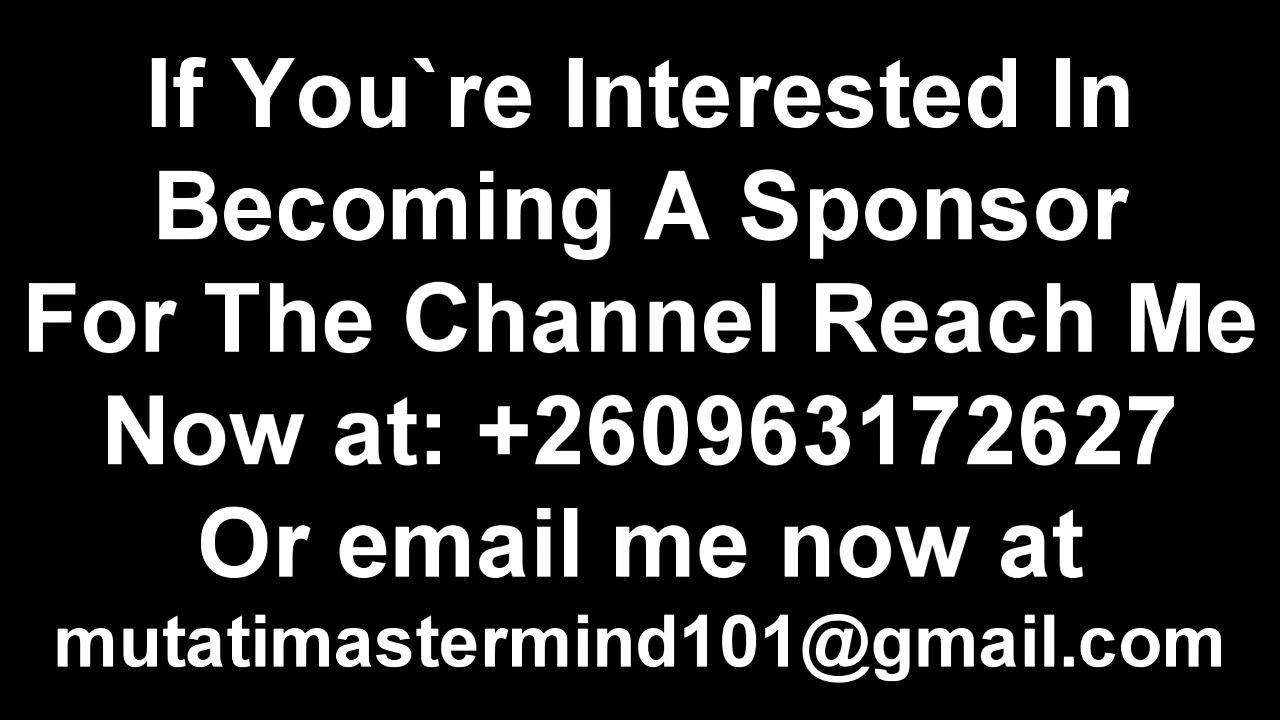 If You`re Interested In
Becoming A Sponsor
For The Channel Reach Me
Now at: +260963172627
Or email me now at
mutatimastermind101@gmail.com